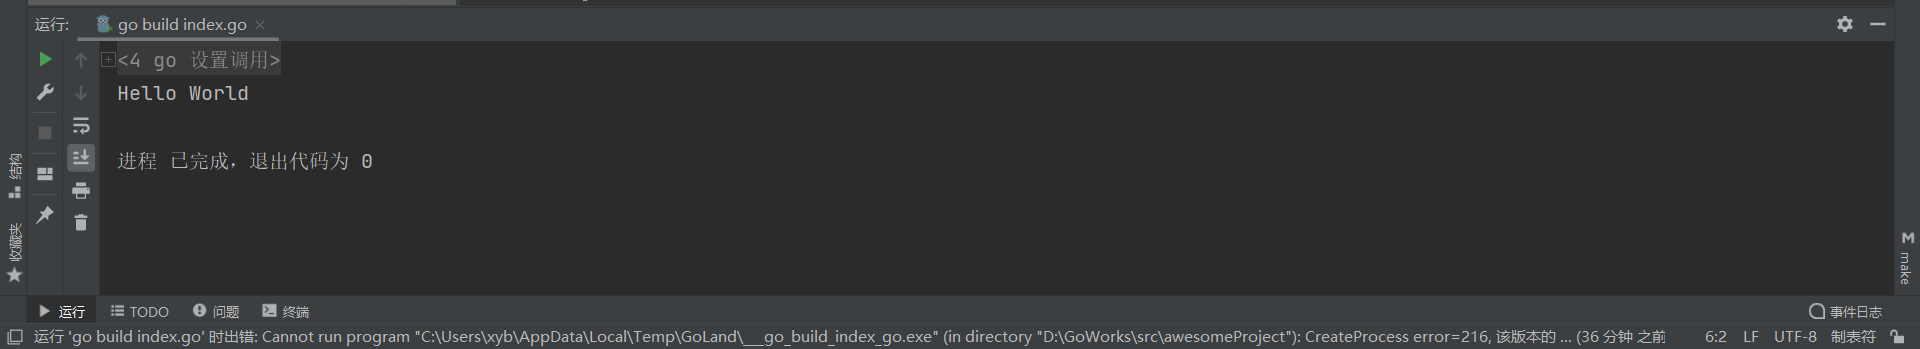 运行:
go build index.go
<4 go 设置调用>
Hello World
进程 已完成，退出代码为 0
结构
收藏夹
make
运行
TODO
问题
终端
事件日志
运行 'go build index.go' 时出错: Cannot run program "C:\Users\xyb\AppData\Local\Temp\GoLand\___go_build_index_go.exe" (in directory "D:\GoWorks\src\awesomeProject"): CreateProcess error=216, 该版本的 ... (36 分钟 之前
6:2
LF
UTF-8
制表符